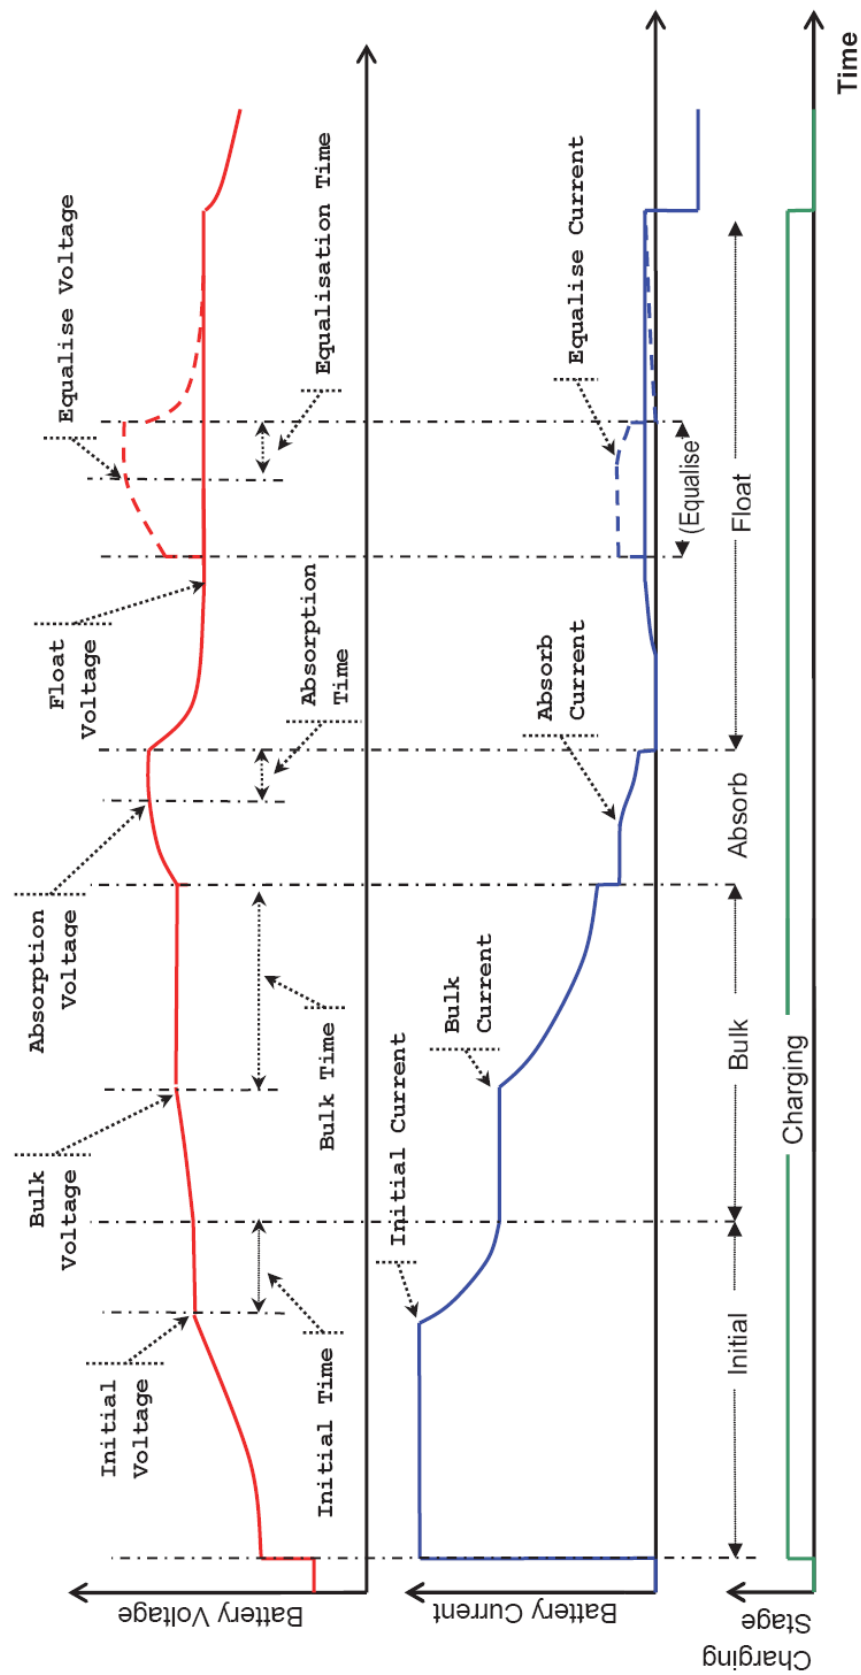 Battery Voltage
Initial
Voltage
Bulk
Voltage
Absorption
Voltage
Float
Voltage
Equalise Voltage
Initial Time
Bulk Time
Absorption
Time
Equalisation Time
Battery Current
Initial Current
Bulk
Current
Absorb
Current
Equalise Current
(Equalise
Initial
Bulk
Absorb
Float
Charging
Stage
Charging
Time